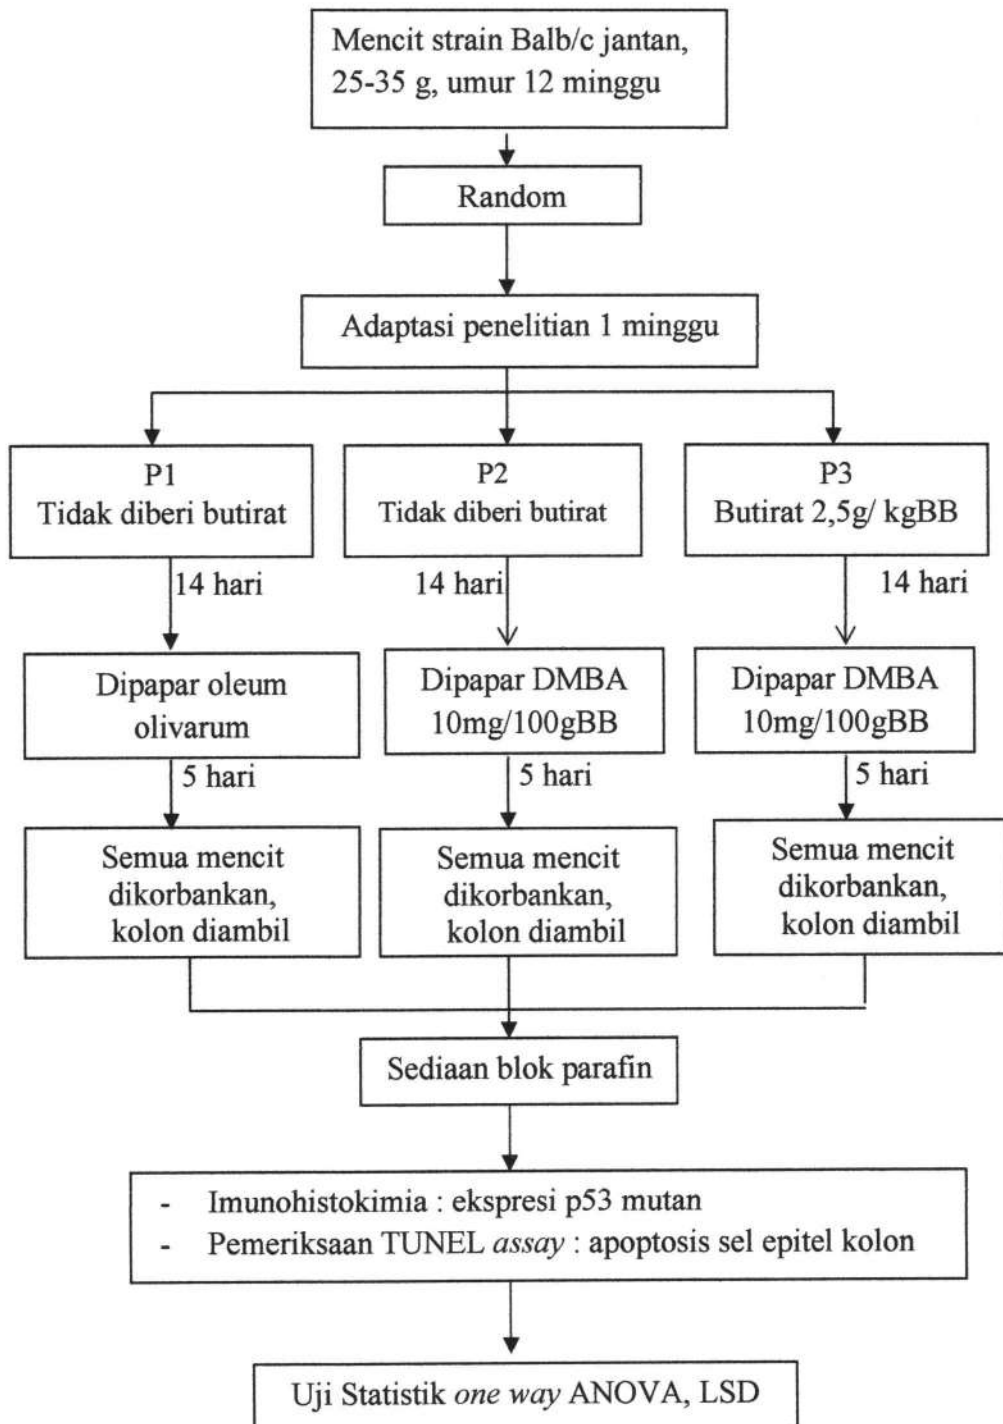 Mencit strain Balb/c jantan,
25-35 g, umur 12 minggu
Random
Adaptasi penelitian 1 minggu
P1
Tidak diberi butirat
P2
Tidak diberi butirat
P3
Butirat 2,5g/ kgBB
14 hari
14 hari
14 hari
Dipapar oleum
olivarum
Dipapar DMBA
10mg/100gBB
Dipapar DMBA
10mg/100gBB
5 hari
5 hari
5 hari
Semua mencit
dikorbankan,
kolon diambil
Semua mencit
dikorbankan,
kolon diambil
Semua mencit
dikorbankan,
kolon diambil
Sediaan blok parafin
- Imunohistokimia : ekspresi p53 mutan
- Pemeriksaan TUNEL assay : apoptosis sel epitel kolon
Uji Statistik one way ANOVA, LSD